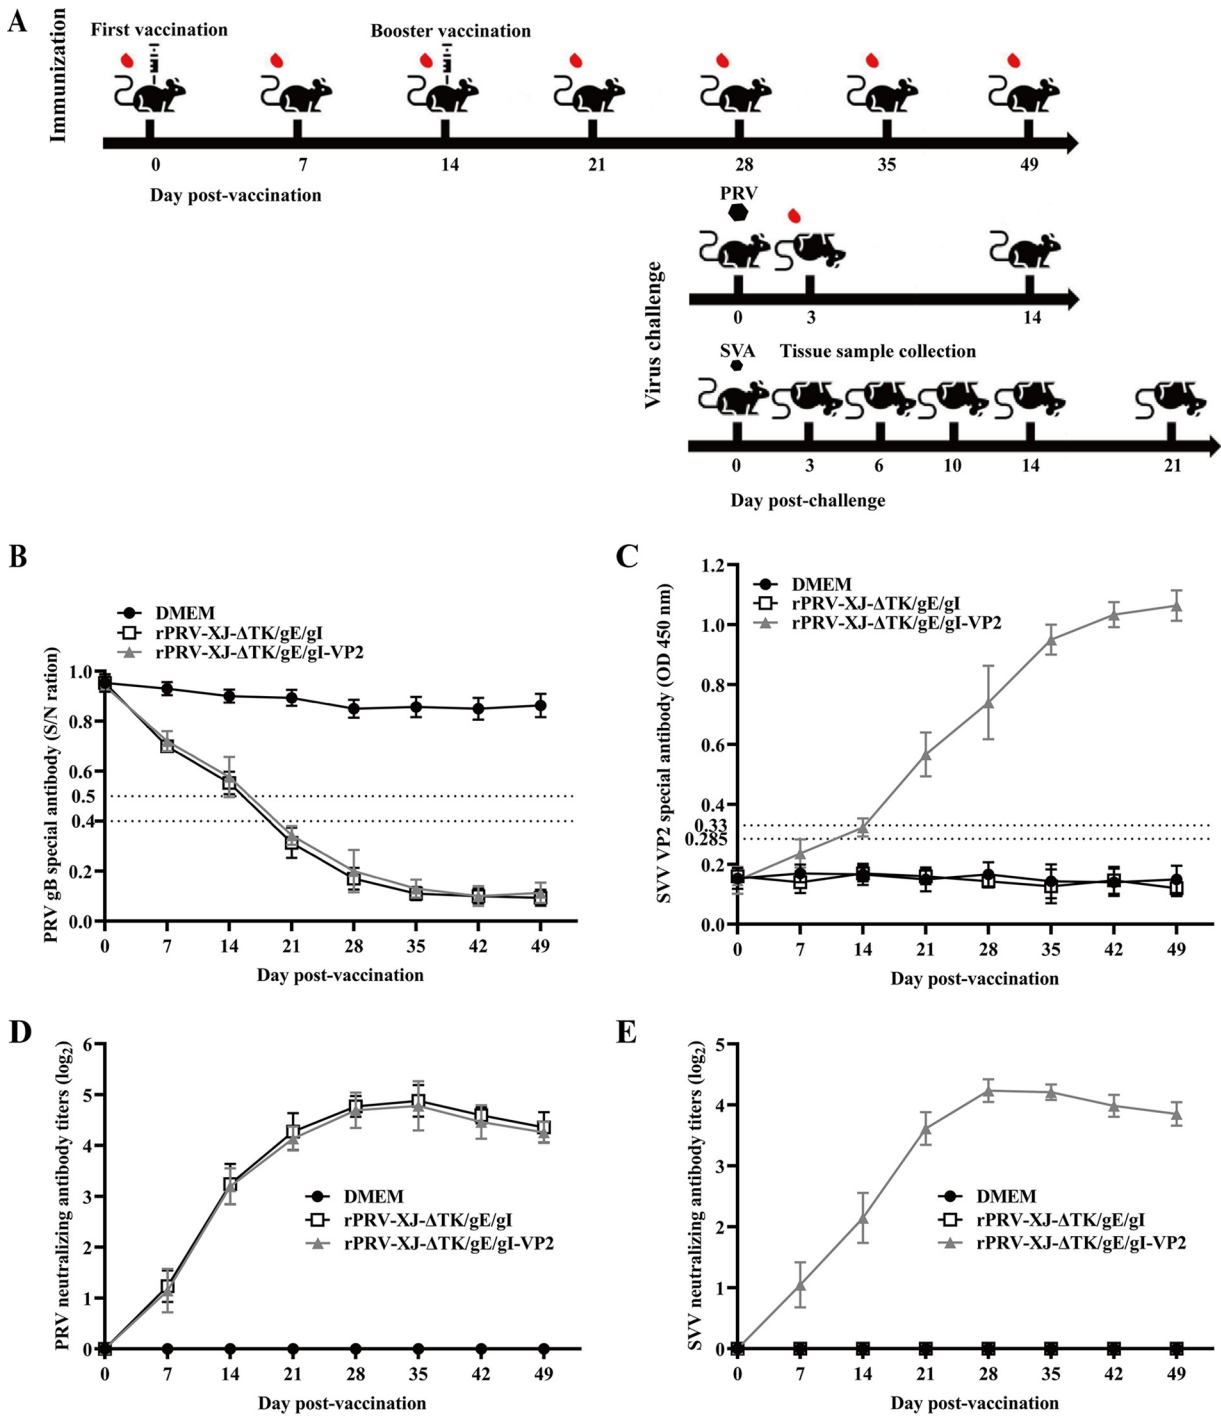 A
Immunization
First vaccination
Booster vaccination
0 7 14 21 28 35 49
Day post-vaccination
Virus challenge
PRV
0 3 14
SVA Tissue sample collection
0 3 6 10 14 21
Day post-challenge
B
DMEM
rPRV-XJ-ΔTK/gE/gI
rPRV-XJ-ΔTK/gE/gI-VP2
PRV gB special antibody (S/N ration)
1.0
0.8
0.6
0.5
0.4
0.2
0.0
0 7 14 21 28 35 42 49
Day post-vaccination
C
DMEM
rPRV-XJ-ΔTK/gE/gI
rPRV-XJ-ΔTK/gE/gI-VP2
SVV VP2 special antibody (OD 450 nm)
1.2
1.0
0.8
0.6
0.4
0.33
0.285
0.2
0.0
0 7 14 21 28 35 42 49
Day post-vaccination
D
PRV neutralizing antibody titers (log2)
6
5
4
3
2
1
0
DMEM
rPRV-XJ-ΔTK/gE/gI
rPRV-XJ-ΔTK/gE/gI-VP2
0 7 14 21 28 35 42 49
Day post-vaccination
E
SVV neutralizing antibody titers (log2)
5
4
3
2
1
0
DMEM
rPRV-XJ-ΔTK/gE/gI
rPRV-XJ-ΔTK/gE/gI-VP2
0 7 14 21 28 35 42 49
Day post-vaccination